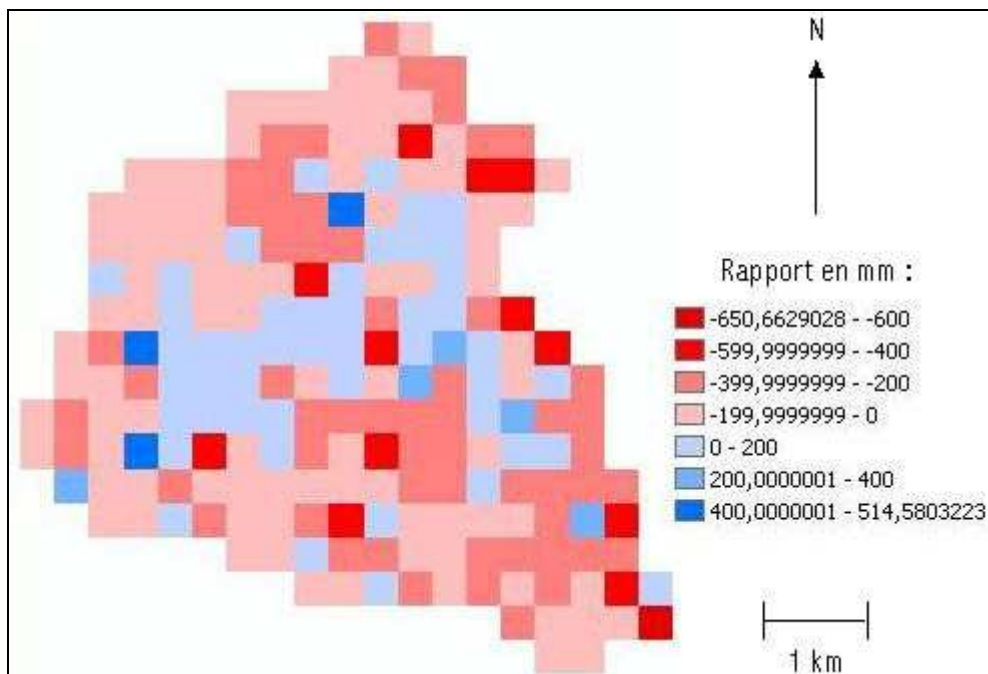 N
Rapport en mm :
-650,6629028 - -600
-599,9999999 - -400
-399,9999999 - -200
-199,9999999 - 0
0 - 200
200,0000001 - 400
400,0000001 - 514,5803223
1 km